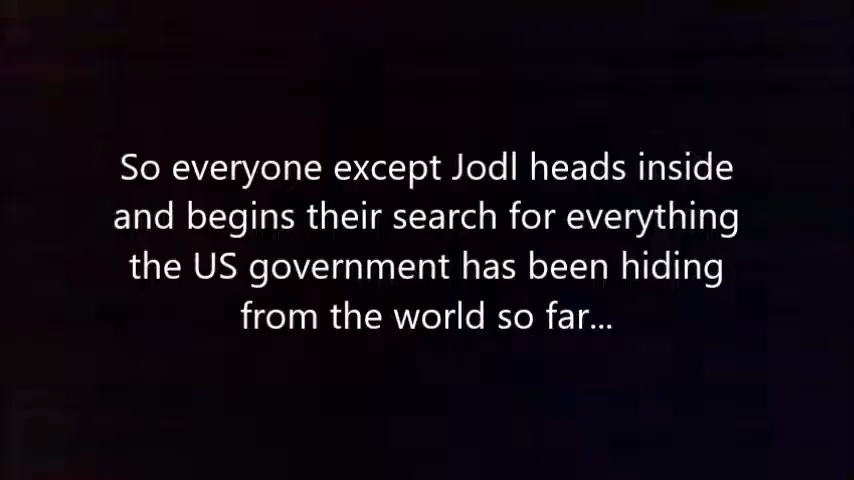 So everyone except Jodl heads inside
and begins their search for everything
the US government has been hiding
from the world so far...